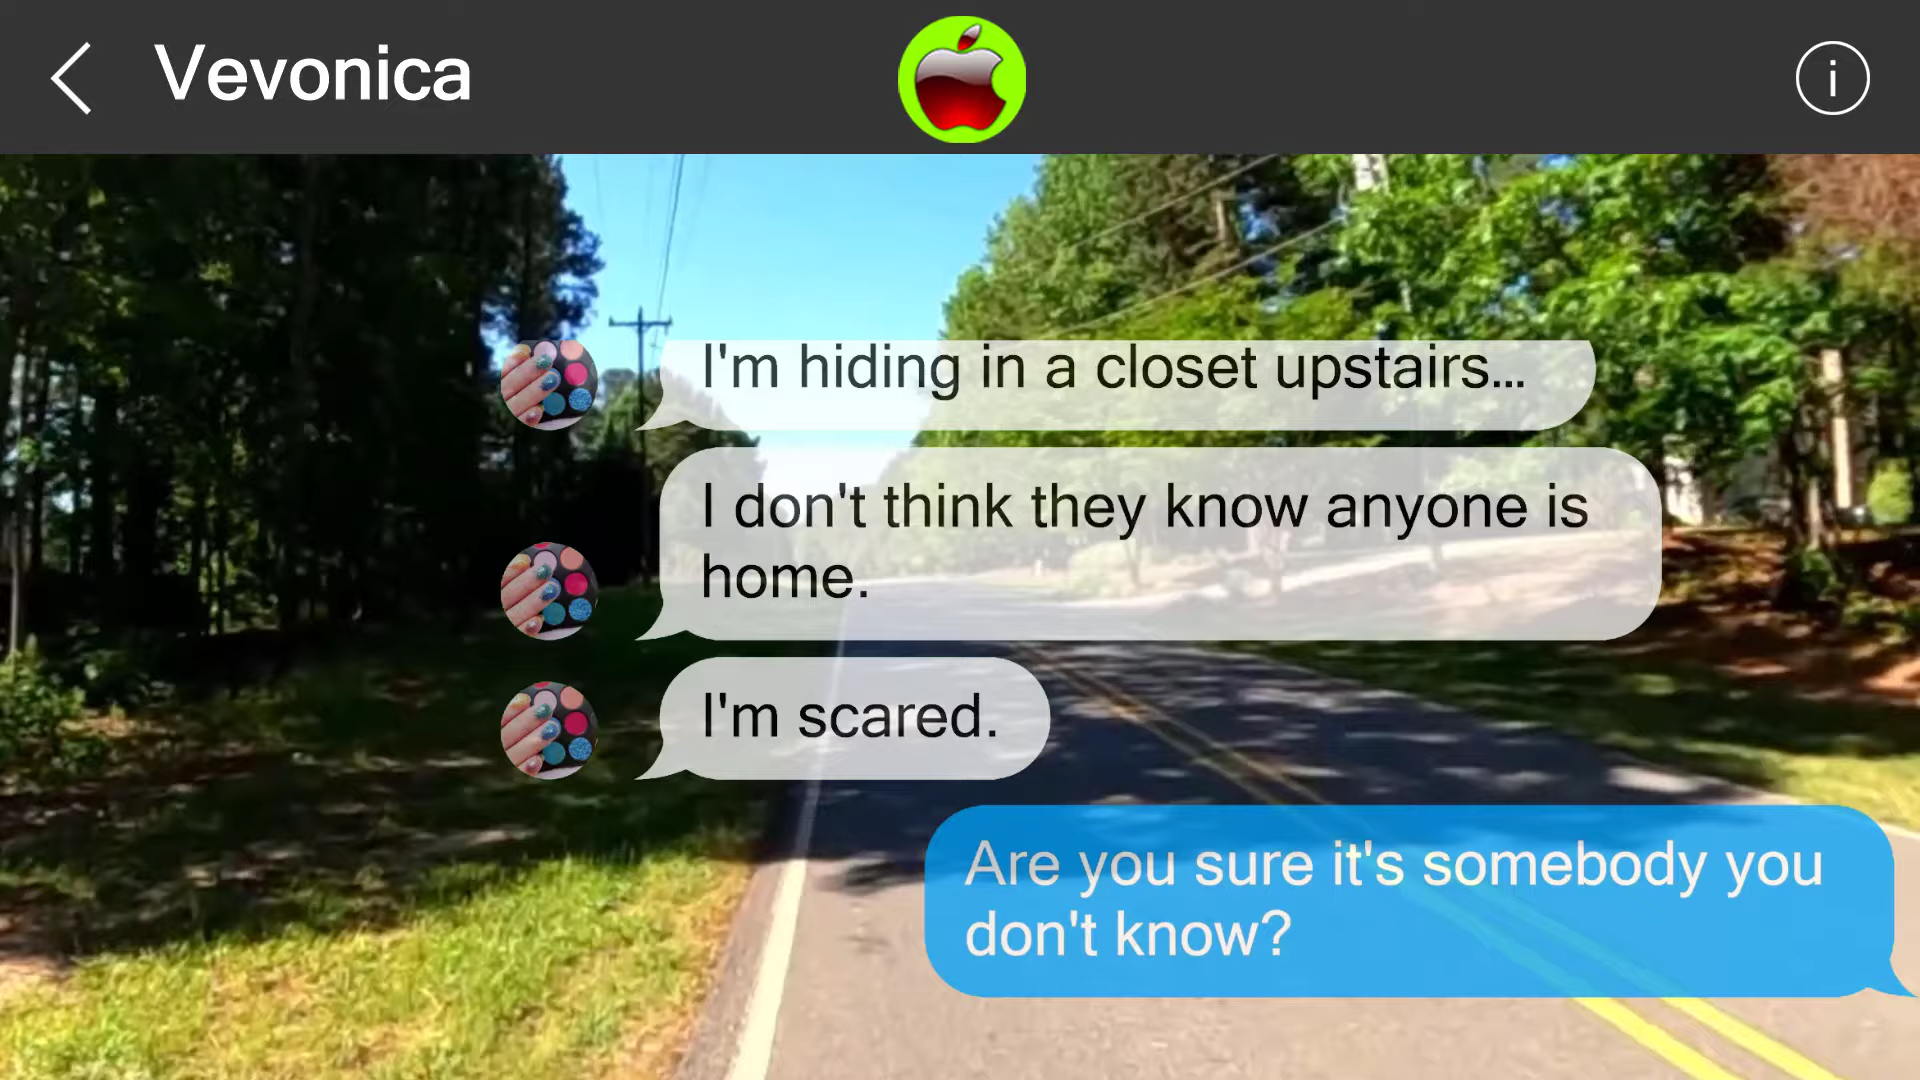 Vevonica
I'm hiding in a closet upstairs...
I don't think they know anyone is
home.
I'm scared.
Are you sure it's somebody you
don't know?